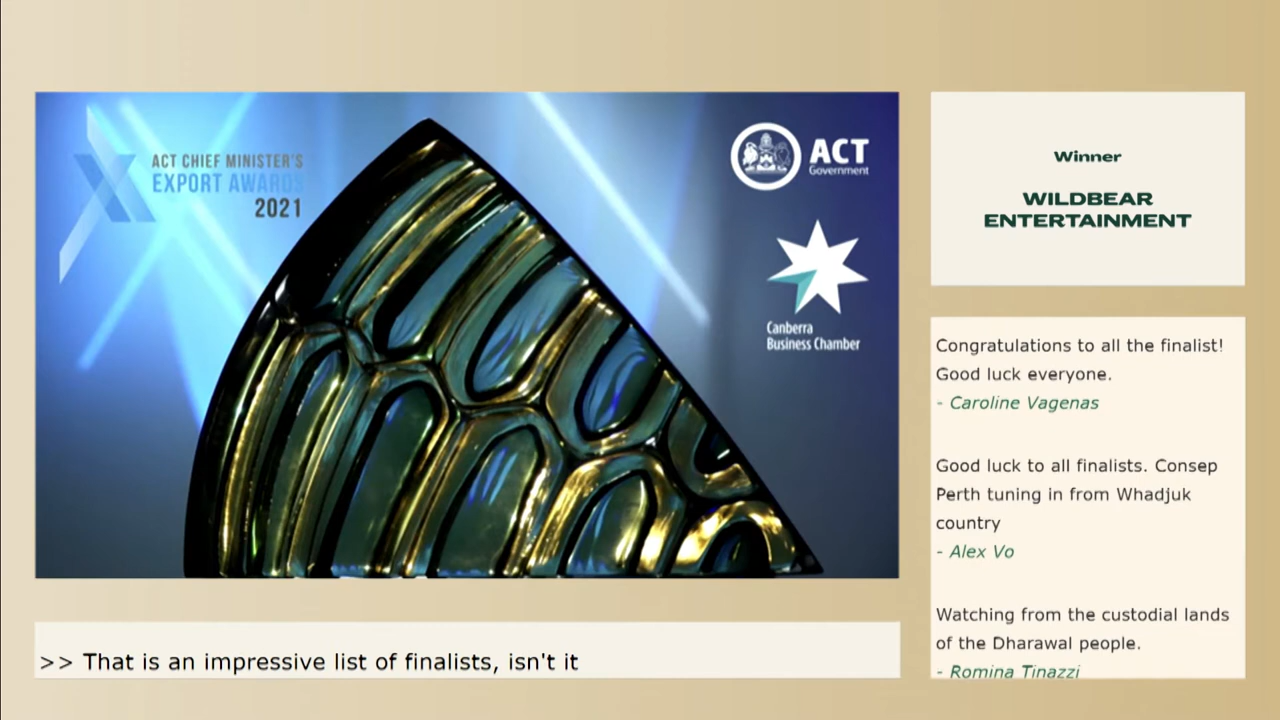 ACT CHIEF MINISTER'S
EXPORT AWARDS
2021
ACT
Government
Canberra
Business Chamber
Winner
WILDBEAR
ENTERTAINMENT
Congratulations to all the finalist!
Good luck everyone.
- Caroline Vagenas
Good luck to all finalists. Consep
Perth tuning in from Whadjuk
country
- Alex Vo
Watching from the custodial lands
of the Dharawal people.
- Romina Tinazzi
>> That is an impressive list of finalists, isn't it